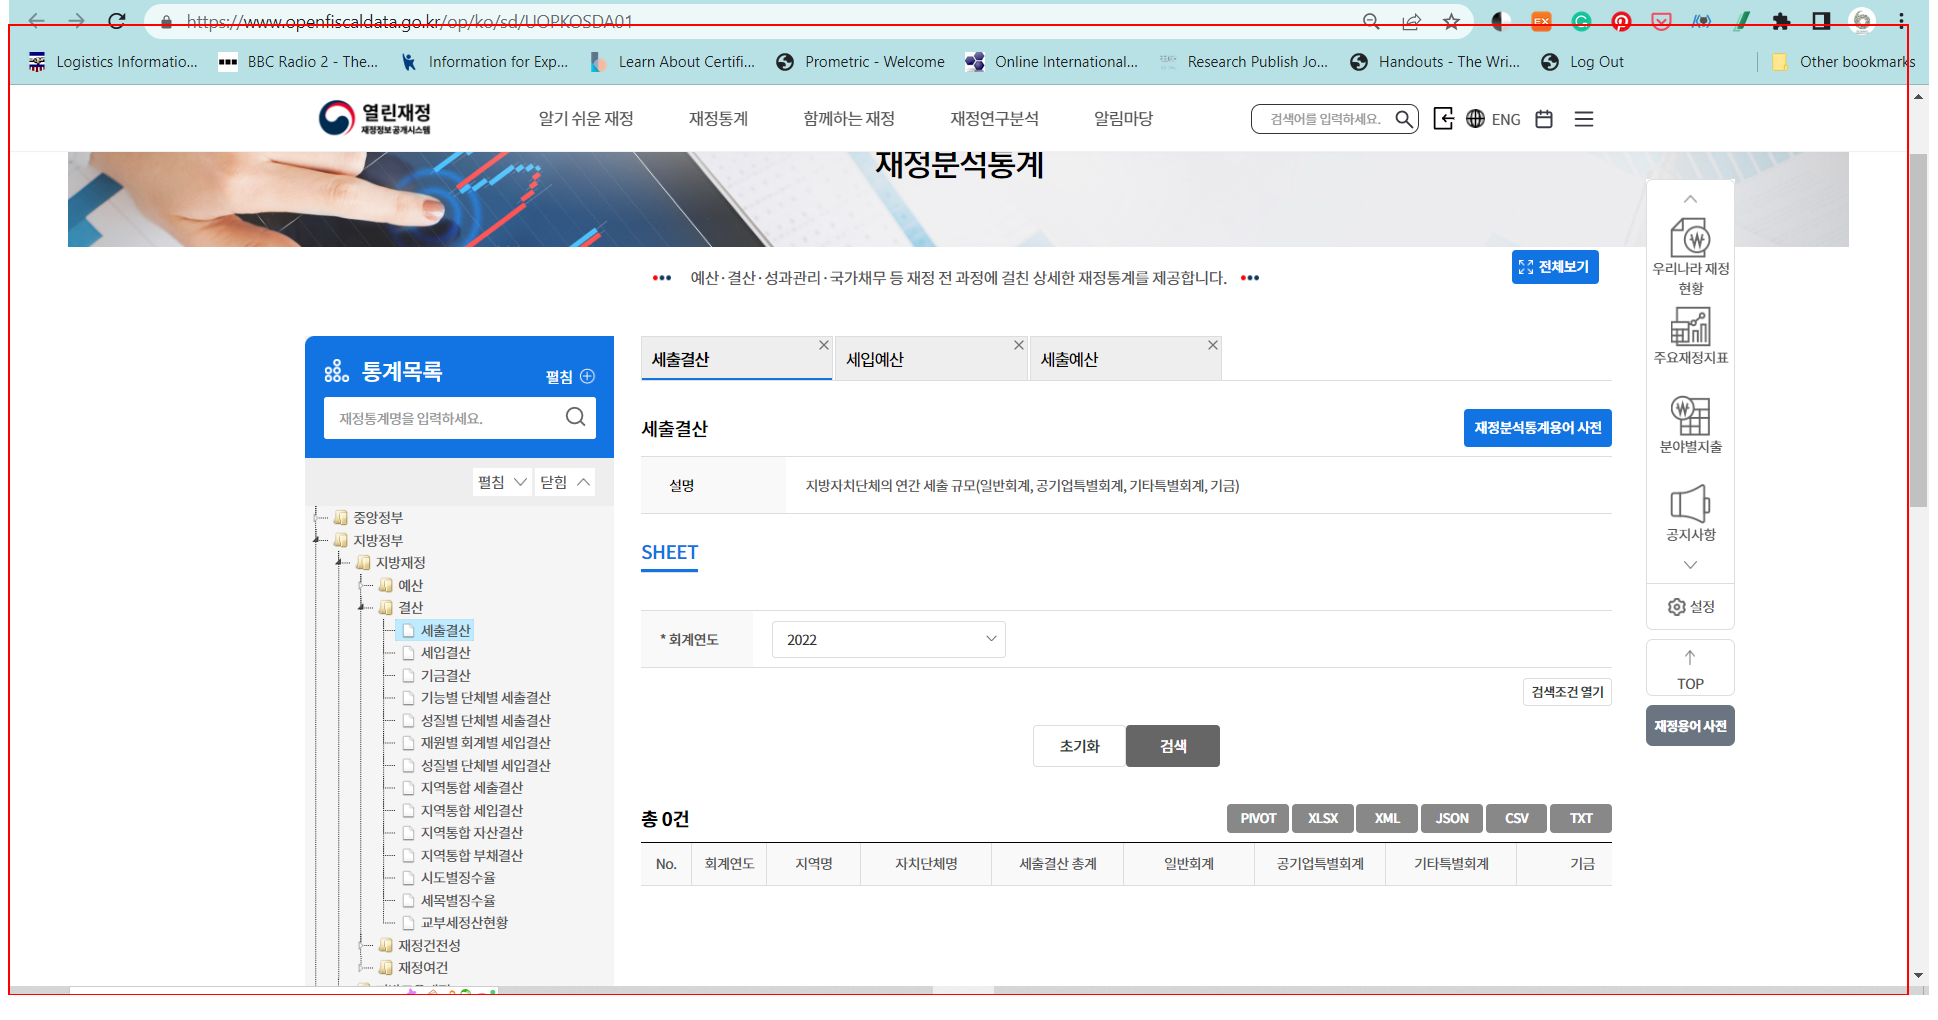 https://www.openfiscaldata.go.kr/op/ko/sd/UOPKOSDA01
Logistics Informatio... BBC Radio 2 - The... Information for Exp... Learn About Certifi... Prometric - Welcome Online International... Research Publish Jo... Handouts - The Wri... Log Out Other bookmarks
열린재정
재정정보공개시스템
알기 쉬운 재정 재정통계 함께하는 재정 재정연구분석 알림마당 검색어를 입력하세요. ENG
재정분석통계
예산·결산·성과관리·국가채무 등 재정 전 과정에 걸친 상세한 재정통계를 제공합니다.
전체보기
통계목록 펼침
재정통계명을 입력하세요.
펼침 닫힘
중앙정부
지방정부
지방재정
예산
결산
세출결산
세입결산
기금결산
기능별 단체별 세출결산
성질별 단체별 세출결산
재원별 회계별 세입결산
성질별 단체별 세입결산
지역통합 세출결산
지역통합 세입결산
지역통합 자산결산
지역통합 부채결산
시도별징수율
세목별징수율
교부세정산현황
재정건전성
재정여건
세출결산 세입예산 세출예산
세출결산
재정분석통계용어 사전
설명 지방자치단체의 연간 세출 규모(일반회계, 공기업특별회계, 기타특별회계, 기금)
SHEET
* 회계연도 2022
검색조건 열기
초기화 검색
총 0건
PIVOT XLSX XML JSON CSV TXT
No. 회계연도 지역명 자치단체명 세출결산 총계 일반회계 공기업특별회계 기타특별회계 기금
우리나라 재정
현황
주요재정지표
분야별지출
공지사항
설정
TOP
재정용어 사전